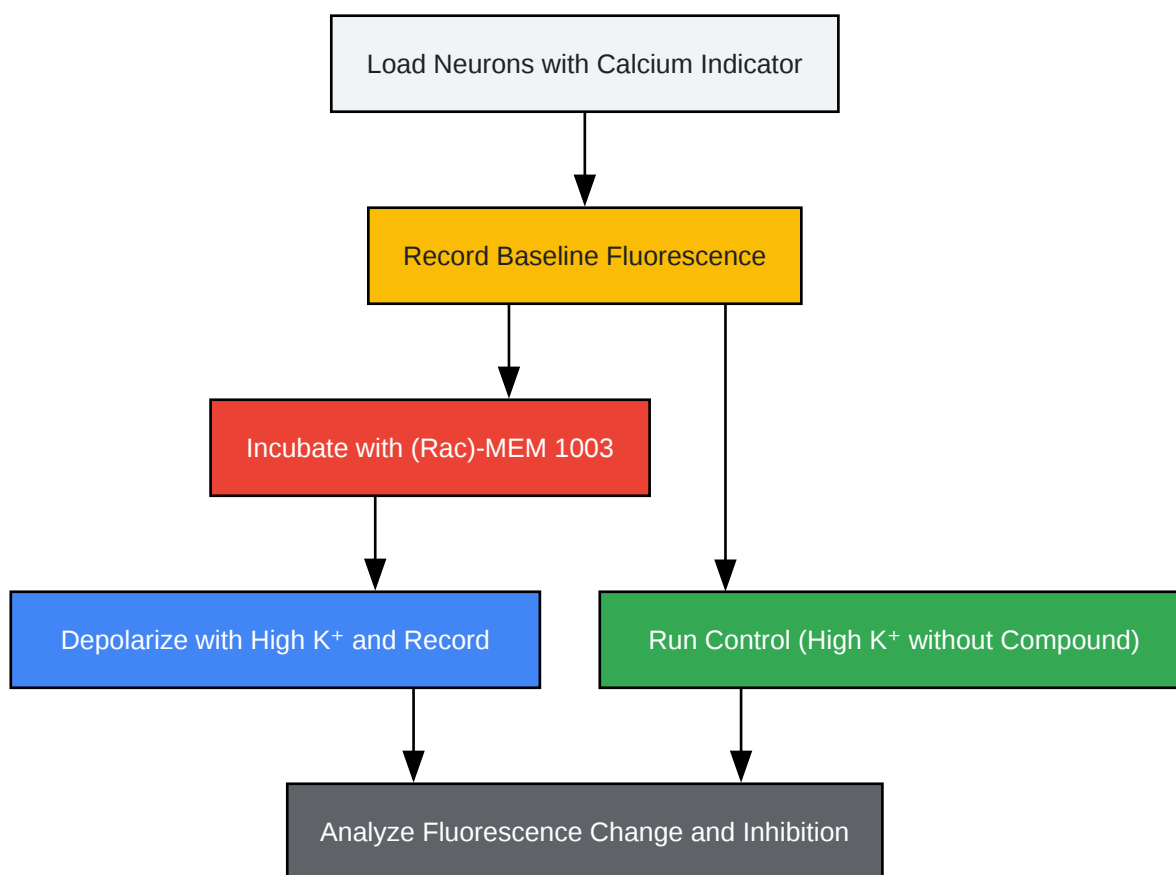 Load Neurons with Calcium Indicator
Record Baseline Fluorescence
Incubate with (Rac)-MEM 1003
Depolarize with High K⁺ and Record
Run Control (High K⁺ without Compound)
Analyze Fluorescence Change and Inhibition